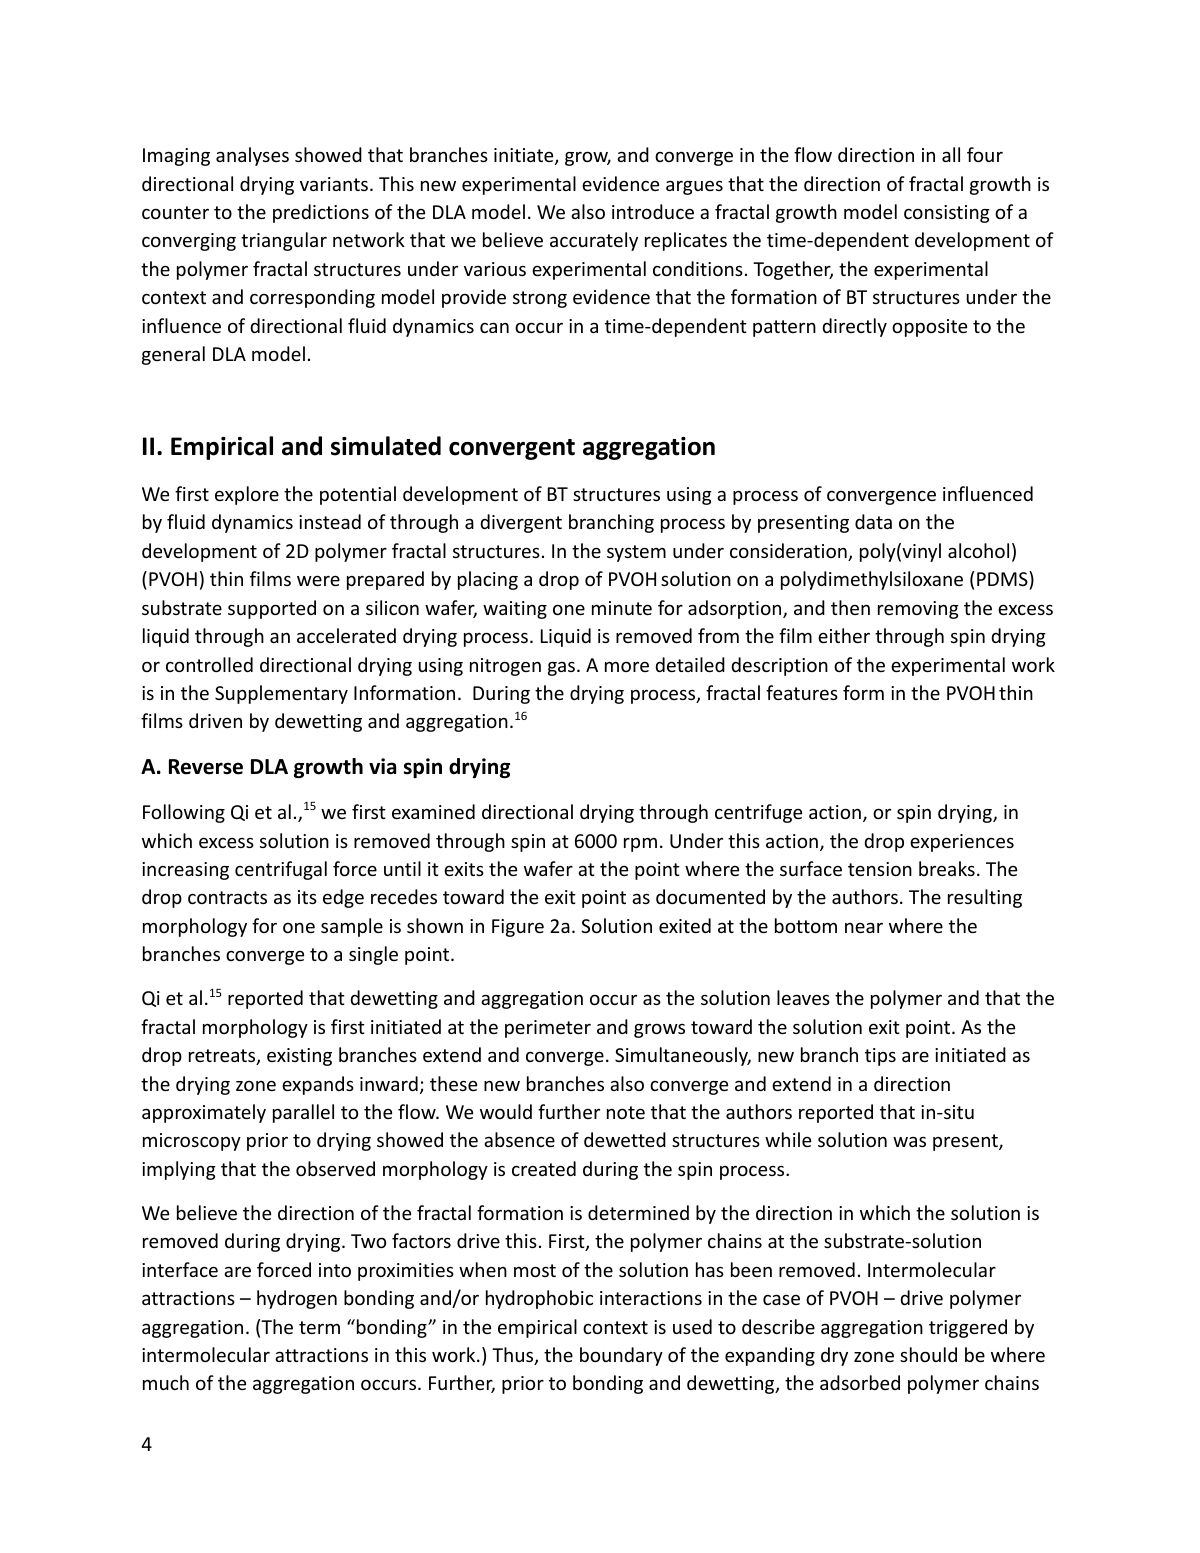 Imaging analyses showed that branches initiate, grow, and converge in the flow direction in all four
directional drying variants. This new experimental evidence argues that the direction of fractal growth is
counter to the predictions of the DLA model. We also introduce a fractal growth model consisting of a
converging triangular network that we believe accurately replicates the time-dependent development of
the polymer fractal structures under various experimental conditions. Together, the experimental
context and corresponding model provide strong evidence that the formation of BT structures under the
influence of directional fluid dynamics can occur in a time-dependent pattern directly opposite to the
general DLA model.
II. Empirical and simulated convergent aggregation
We first explore the potential development of BT structures using a process of convergence influenced
by fluid dynamics instead of through a divergent branching process by presenting data on the
development of 2D polymer fractal structures. In the system under consideration, poly(vinyl alcohol)
(PVOH) thin films were prepared by placing a drop of PVOH solution on a polydimethylsiloxane (PDMS)
substrate supported on a silicon wafer, waiting one minute for adsorption, and then removing the excess
liquid through an accelerated drying process. Liquid is removed from the film either through spin drying
or controlled directional drying using nitrogen gas. A more detailed description of the experimental work
is in the Supplementary Information.  During the drying process, fractal features form in the PVOH thin
films driven by dewetting and aggregation.16
A. Reverse DLA growth via spin drying
Following Qi et al.,15 we first examined directional drying through centrifuge action, or spin drying, in
which excess solution is removed through spin at 6000 rpm. Under this action, the drop experiences
increasing centrifugal force until it exits the wafer at the point where the surface tension breaks. The
drop contracts as its edge recedes toward the exit point as documented by the authors. The resulting
morphology for one sample is shown in Figure 2a. Solution exited at the bottom near where the
branches converge to a single point.
Qi et al.15 reported that dewetting and aggregation occur as the solution leaves the polymer and that the
fractal morphology is first initiated at the perimeter and grows toward the solution exit point. As the
drop retreats, existing branches extend and converge. Simultaneously, new branch tips are initiated as
the drying zone expands inward; these new branches also converge and extend in a direction
approximately parallel to the flow. We would further note that the authors reported that in-situ
microscopy prior to drying showed the absence of dewetted structures while solution was present,
implying that the observed morphology is created during the spin process.
We believe the direction of the fractal formation is determined by the direction in which the solution is
removed during drying. Two factors drive this. First, the polymer chains at the substrate-solution
interface are forced into proximities when most of the solution has been removed. Intermolecular
attractions – hydrogen bonding and/or hydrophobic interactions in the case of PVOH – drive polymer
aggregation. (The term “bonding” in the empirical context is used to describe aggregation triggered by
intermolecular attractions in this work.) Thus, the boundary of the expanding dry zone should be where
much of the aggregation occurs. Further, prior to bonding and dewetting, the adsorbed polymer chains
4